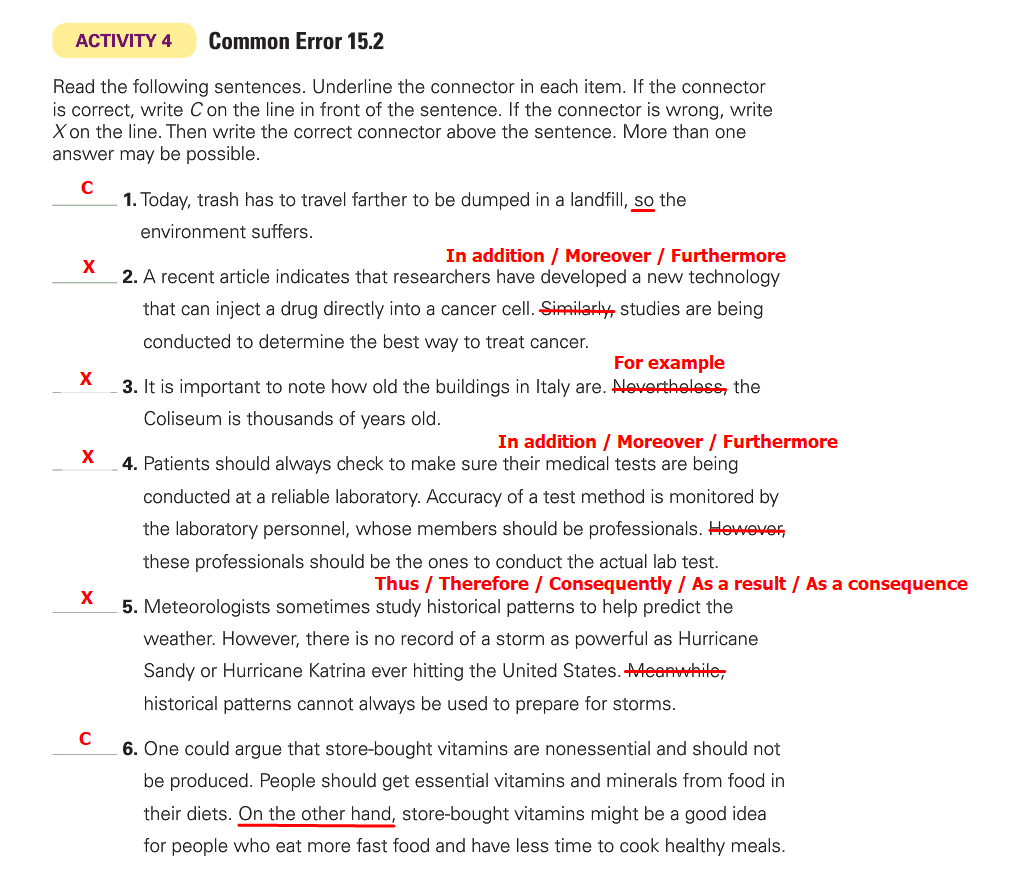 ACTIVITY 4 Common Error 15.2
Read the following sentences. Underline the connector in each item. If the connector
is correct, write C on the line in front of the sentence. If the connector is wrong, write
X on the line. Then write the correct connector above the sentence. More than one
answer may be possible.
C 1. Today, trash has to travel farther to be dumped in a landfill, so the
environment suffers.
In addition / Moreover / Furthermore
X 2. A recent article indicates that researchers have developed a new technology
that can inject a drug directly into a cancer cell. Similarly, studies are being
conducted to determine the best way to treat cancer.
For example
X 3. It is important to note how old the buildings in Italy are. Nevertheless, the
Coliseum is thousands of years old.
In addition / Moreover / Furthermore
X 4. Patients should always check to make sure their medical tests are being
conducted at a reliable laboratory. Accuracy of a test method is monitored by
the laboratory personnel, whose members should be professionals. However,
these professionals should be the ones to conduct the actual lab test.
Thus / Therefore / Consequently / As a result / As a consequence
X 5. Meteorologists sometimes study historical patterns to help predict the
weather. However, there is no record of a storm as powerful as Hurricane
Sandy or Hurricane Katrina ever hitting the United States. Meanwhile,
historical patterns cannot always be used to prepare for storms.
C 6. One could argue that store-bought vitamins are nonessential and should not
be produced. People should get essential vitamins and minerals from food in
their diets. On the other hand, store-bought vitamins might be a good idea
for people who eat more fast food and have less time to cook healthy meals.